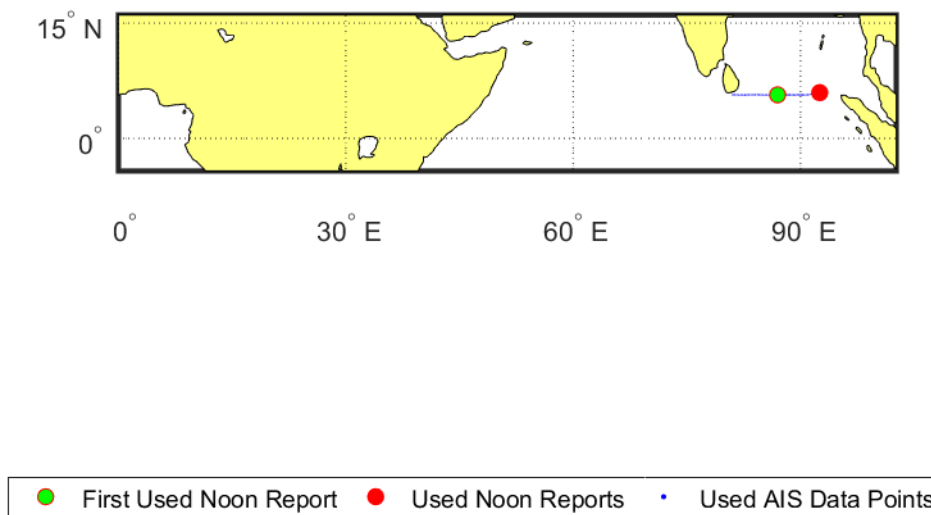 15° N
0°
0° 30° E 60° E 90° E
First Used Noon Report Used Noon Reports Used AIS Data Points